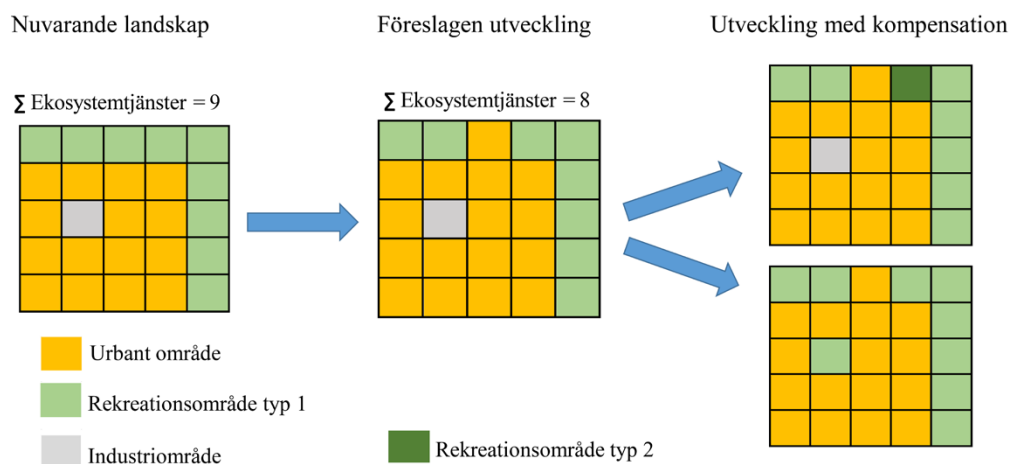 Nuvarande landskap
Föreslagen utveckling
Utveckling med kompensation
∑ Ekosystemtjänster = 9
∑ Ekosystemtjänster = 8
Urbant område
Rekreationsområde typ 1
Industriområde
Rekreationsområde typ 2